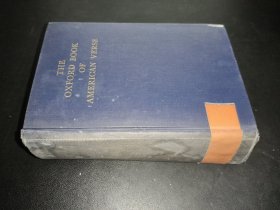 THE
OXFORD BOOK
OF
AMERICAN VERSE